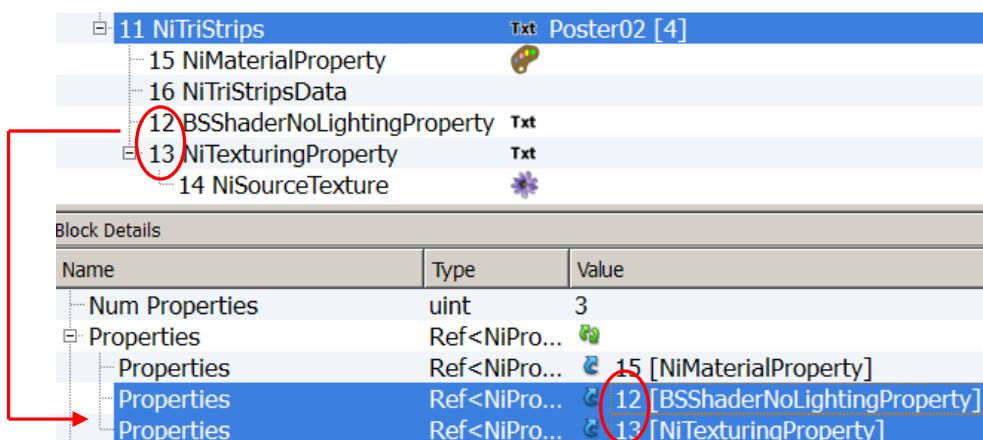 11 NiTriStrips Txt Poster02 [4]
15 NiMaterialProperty
16 NiTriStripsData
12 BSShaderNoLightingProperty Txt
13 NiTexturingProperty Txt
14 NiSourceTexture
Block Details
Name Type Value
Num Properties uint 3
Properties Ref<NiPro...
Properties Ref<NiPro... 15 [NiMaterialProperty]
Properties Ref<NiPro... 12 [BSShaderNoLightingProperty]
Properties Ref<NiPro... 13 [NiTexturingProperty]